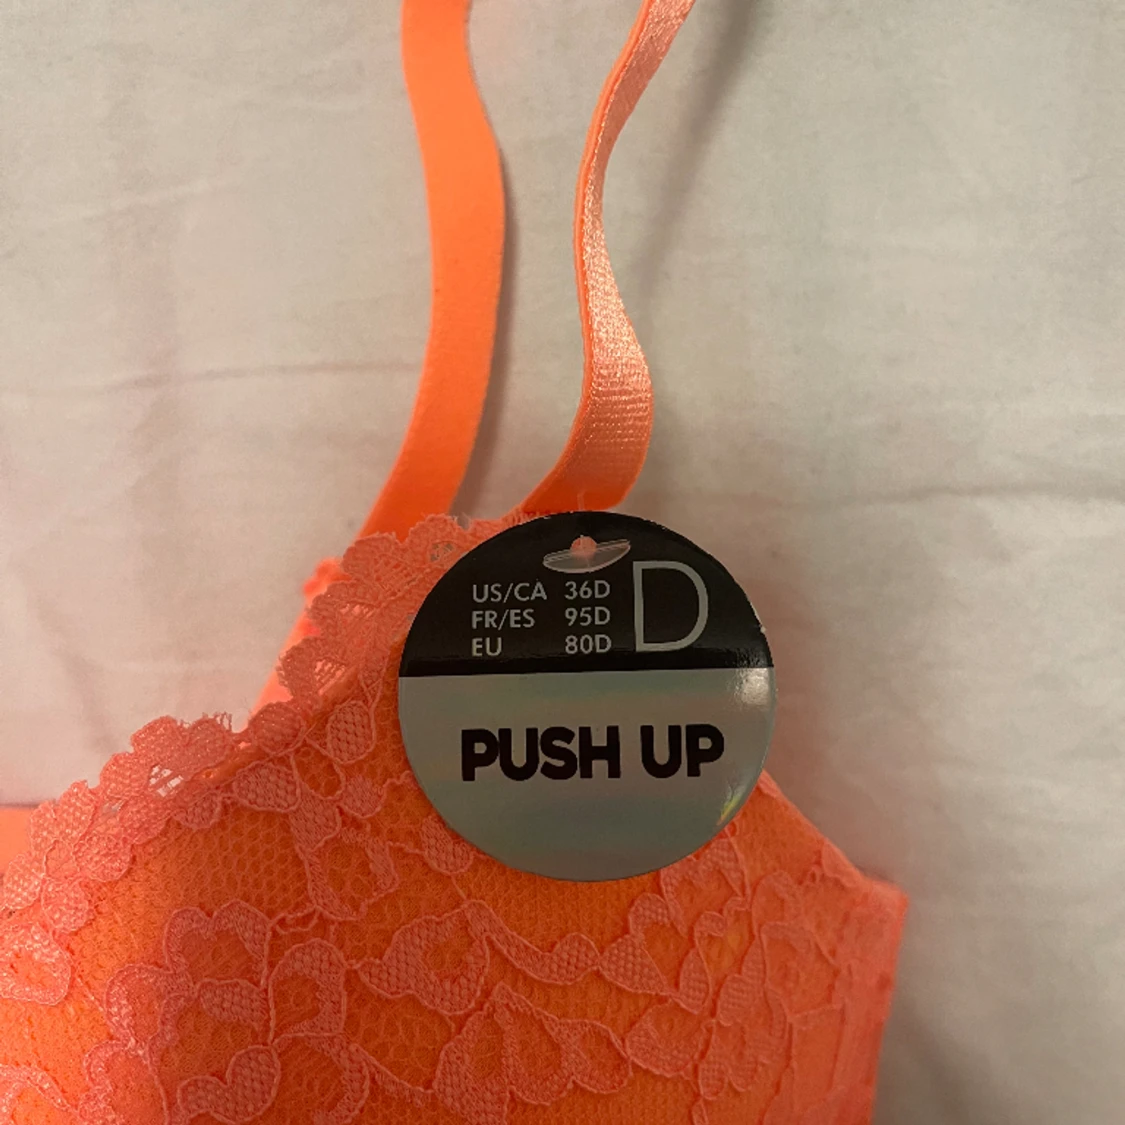 US/CA 36D
FR/ES 95D
EU 80D
D
PUSH UP